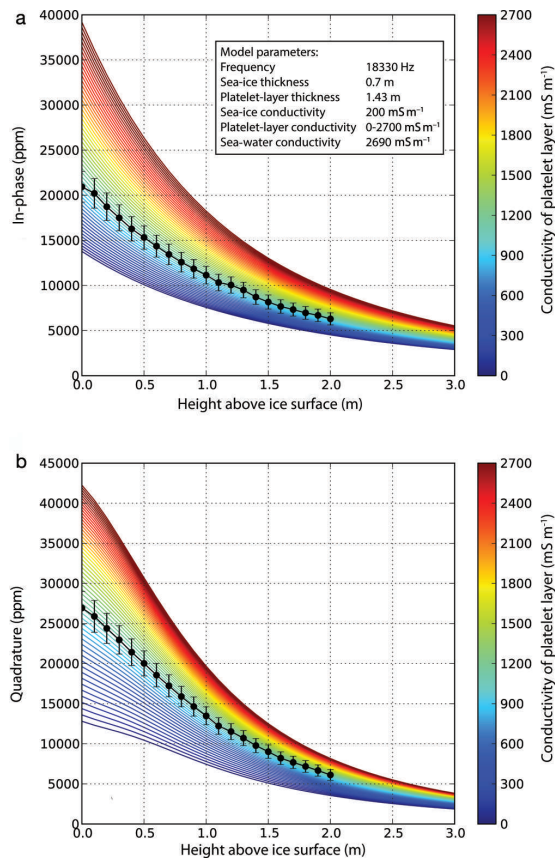 a
40000
35000
30000
25000
20000
15000
10000
5000
0
In-phase (ppm)
Model parameters:
Frequency 18330 Hz
Sea-ice thickness 0.7 m
Platelet-layer thickness 1.43 m
Sea-ice conductivity 200 mS m⁻¹
Platelet-layer conductivity 0-2700 mS m⁻¹
Sea-water conductivity 2690 mS m⁻¹
0.0 0.5 1.0 1.5 2.0 2.5 3.0
Height above ice surface (m)
2700
2400
2100
1800
1500
1200
900
600
300
0
Conductivity of platelet layer (mS m⁻¹)
b
45000
40000
35000
30000
25000
20000
15000
10000
5000
0
Quadrature (ppm)
0.0 0.5 1.0 1.5 2.0 2.5 3.0
Height above ice surface (m)
2700
2400
2100
1800
1500
1200
900
600
300
0
Conductivity of platelet layer (mS m⁻¹)